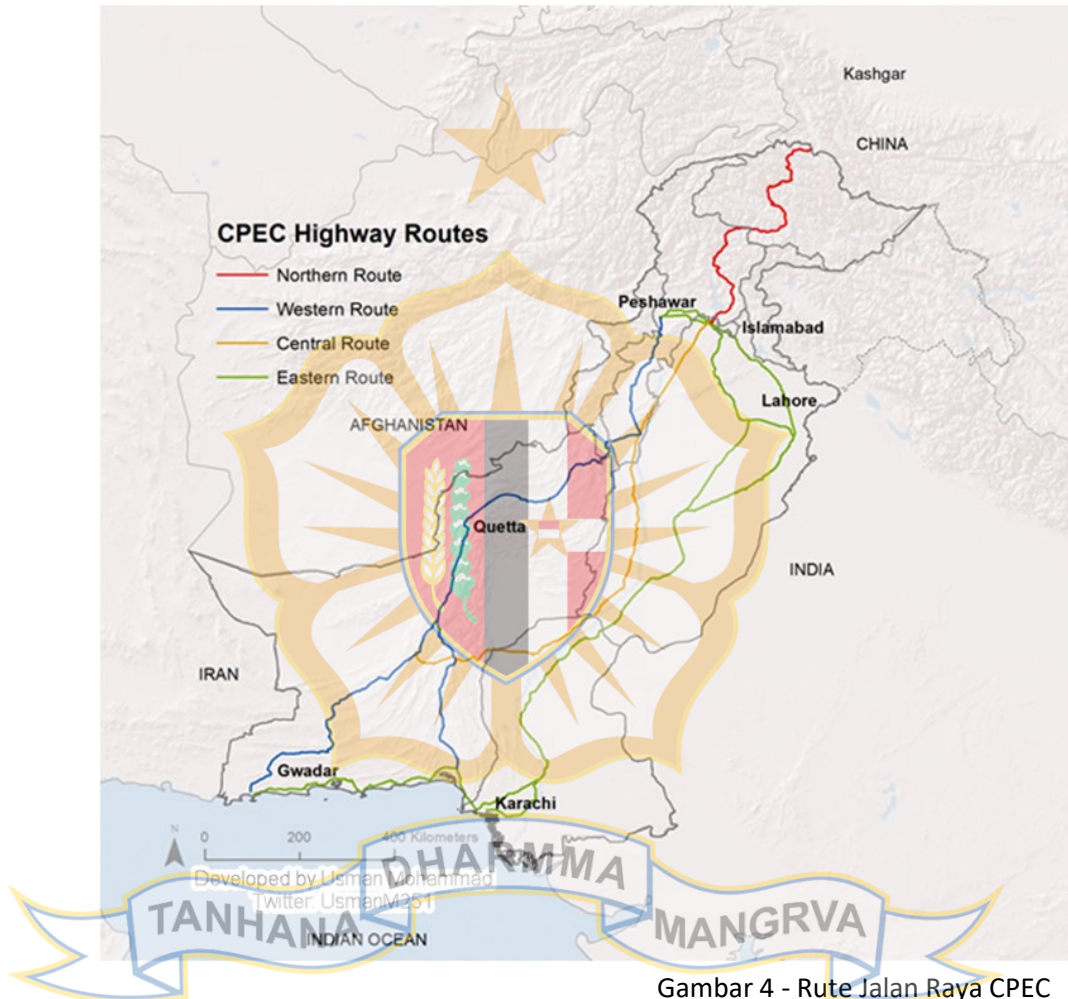 Kashgar
CHINA
CPEC Highway Routes
Northern Route
Western Route
Central Route
Eastern Route
Peshawar
Islamabad
Lahore
AFGHANISTAN
Quetta
INDIA
IRAN
Gwadar
Karachi
N
0 200 400 Kilometers
Developed by Usman Mohammad
Twitter: UsmanM251
TANHANA DHARMMA MANGRVA
INDIAN OCEAN
Gambar 4 - Rute Jalan Raya CPEC